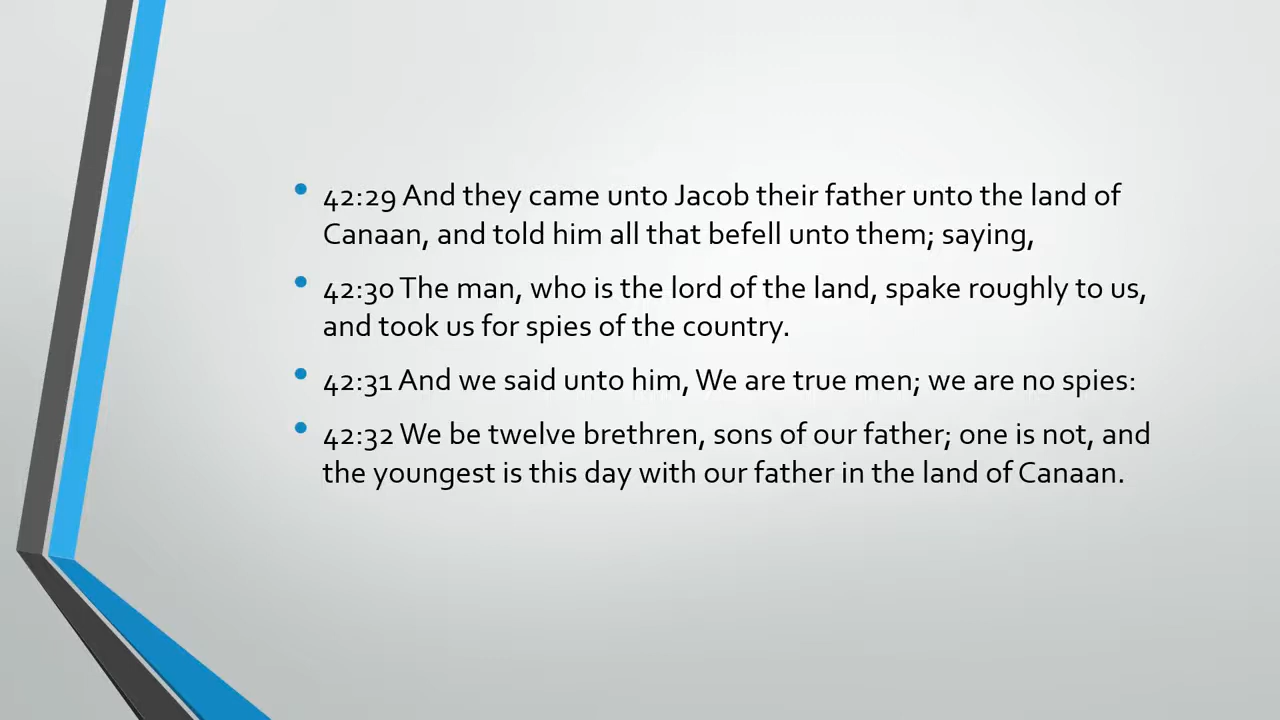 • 42:29 And they came unto Jacob their father unto the land of
Canaan, and told him all that befell unto them; saying,
• 42:30 The man, who is the lord of the land, spake roughly to us,
and took us for spies of the country.
• 42:31 And we said unto him, We are true men; we are no spies:
• 42:32 We be twelve brethren, sons of our father; one is not, and
the youngest is this day with our father in the land of Canaan.